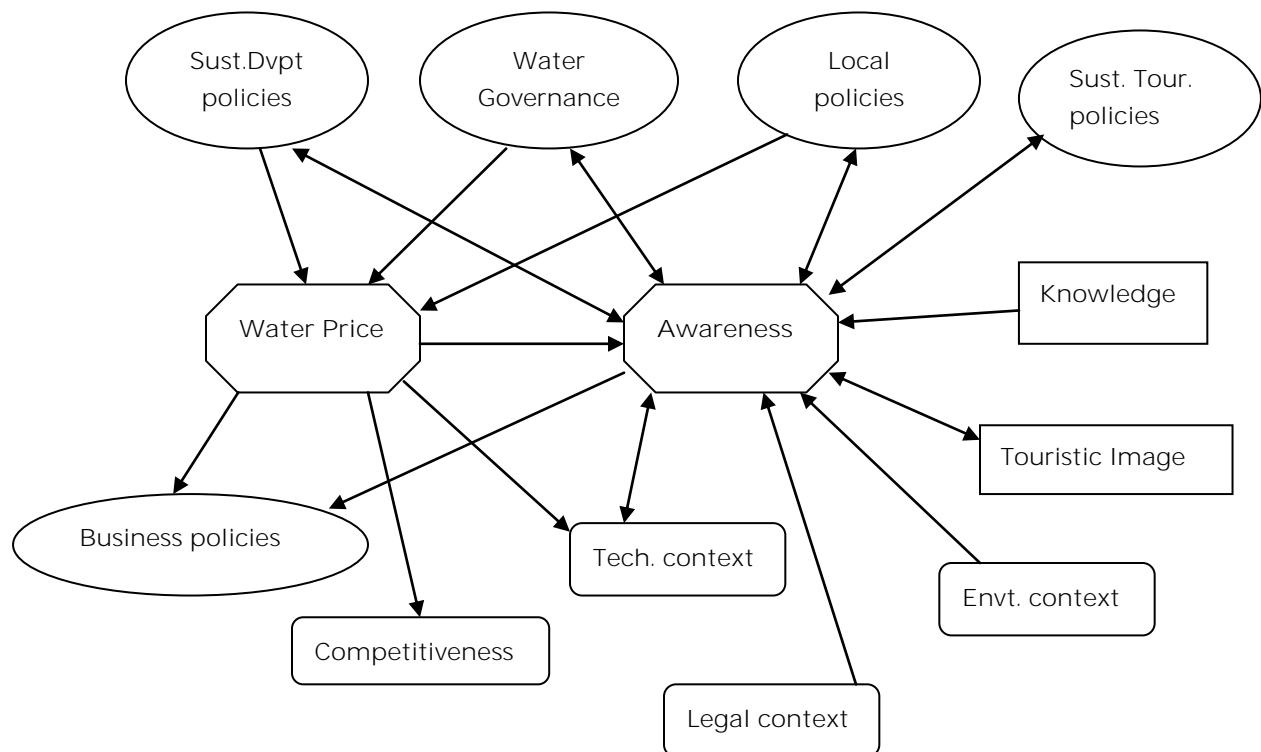 Sust.Dvpt
policies
Water
Governance
Local
policies
Sust. Tour.
policies
Knowledge
Water Price
Awareness
Touristic Image
Business policies
Tech. context
Envt. context
Competitiveness
Legal context